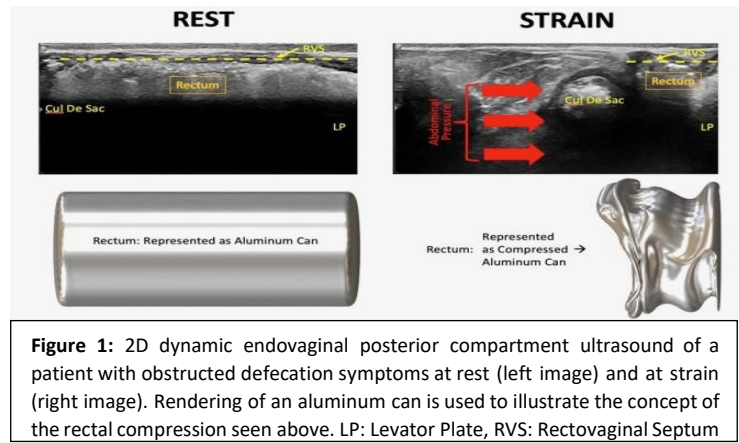 REST
STRAIN
RVS
Rectum
Cul De Sac
LP
RVS
Rectum
Cul De Sac
Abdominal
Pressure
LP
Rectum: Represented as Aluminum Can
Represented
Rectum: as Compressed →
Aluminum Can
Figure 1: 2D dynamic endovaginal posterior compartment ultrasound of a
patient with obstructed defecation symptoms at rest (left image) and at strain
(right image). Rendering of an aluminum can is used to illustrate the concept of
the rectal compression seen above. LP: Levator Plate, RVS: Rectovaginal Septum